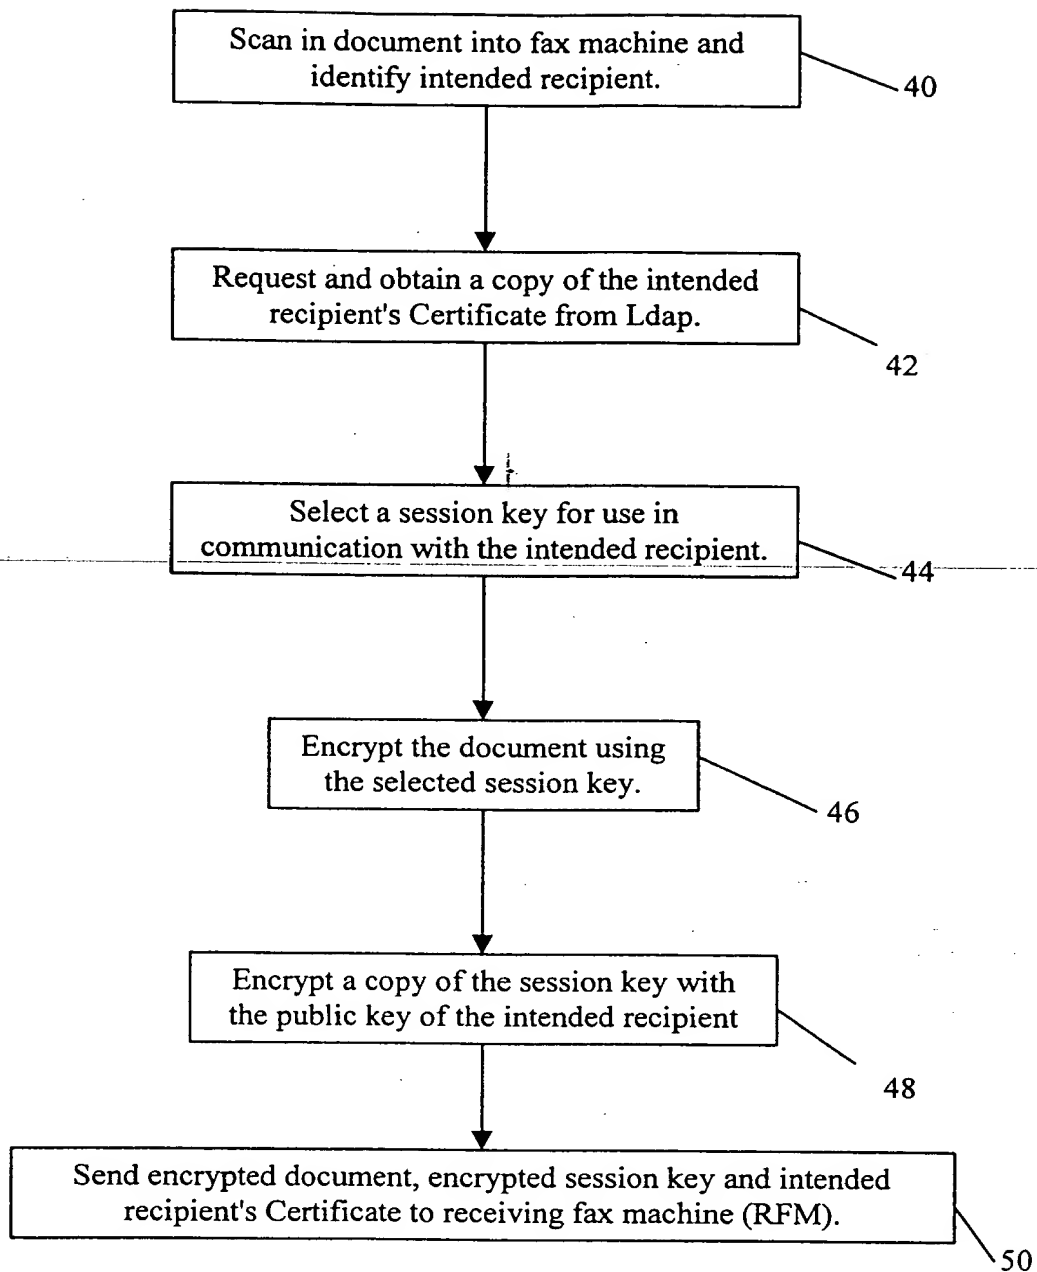 Scan in document into fax machine and
identify intended recipient.
40
Request and obtain a copy of the intended
recipient's Certificate from Ldap.
42
Select a session key for use in
communication with the intended recipient.
44
Encrypt the document using
the selected session key.
46
Encrypt a copy of the session key with
the public key of the intended recipient
48
Send encrypted document, encrypted session key and intended
recipient's Certificate to receiving fax machine (RFM).
50